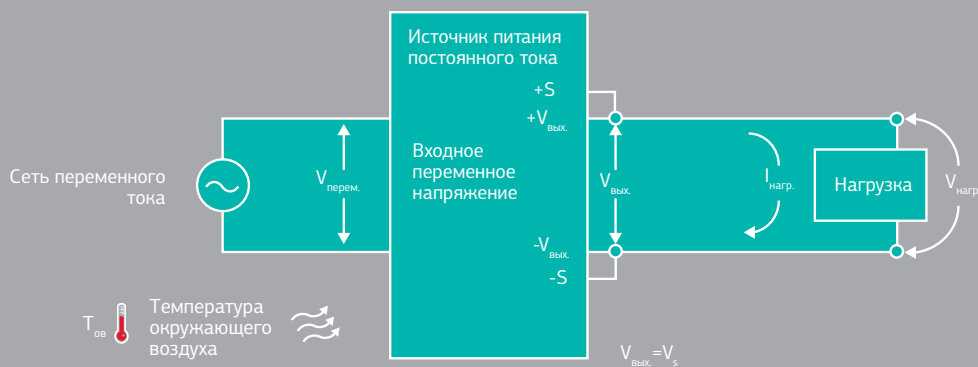 Источник питания
постоянного тока
+S
+Vвых.
Входное
переменное
напряжение
Сеть переменного
тока
Vперем.
Vвых.
Iнагр.
Нагрузка
Vнагр
-Vвых.
-S
Tов
Температура
окружающего
воздуха
Vвых.=Vs